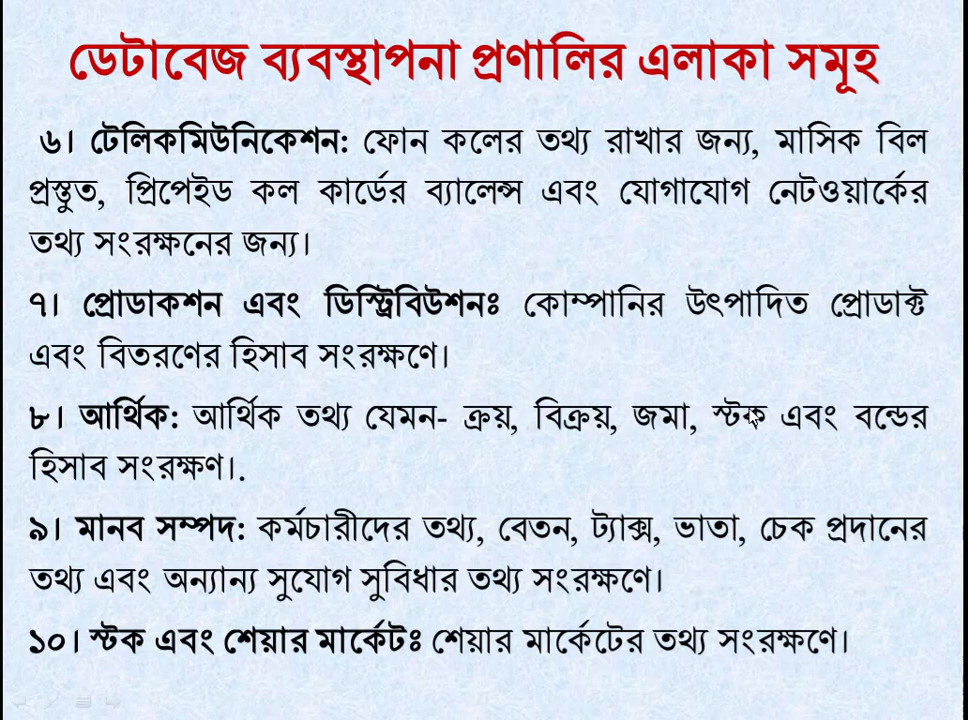 ডেটাবেজ ব্যবস্থাপনা প্রণালির এলাকা সমূহ
৬। টেলিকমিউনিকেশন: ফোন কলের তথ্য রাখার জন্য, মাসিক বিল
প্রস্তুত, প্রিপেইড কল কার্ডের ব্যালেন্স এবং যোগাযোগ নেটওয়ার্কের
তথ্য সংরক্ষনের জন্য।
৭। প্রোডাকশন এবং ডিস্ট্রিবিউশনঃ কোম্পানির উৎপাদিত প্রোডাক্ট
এবং বিতরণের হিসাব সংরক্ষণে।
৮। আর্থিক: আর্থিক তথ্য যেমন- ক্রয়, বিক্রয়, জমা, স্টক এবং বন্ডের
হিসাব সংরক্ষণ।.
৯। মানব সম্পদ: কর্মচারীদের তথ্য, বেতন, ট্যাক্স, ভাতা, চেক প্রদানের
তথ্য এবং অন্যান্য সুযোগ সুবিধার তথ্য সংরক্ষণে।
১০। স্টক এবং শেয়ার মার্কেটঃ শেয়ার মার্কেটের তথ্য সংরক্ষণে।